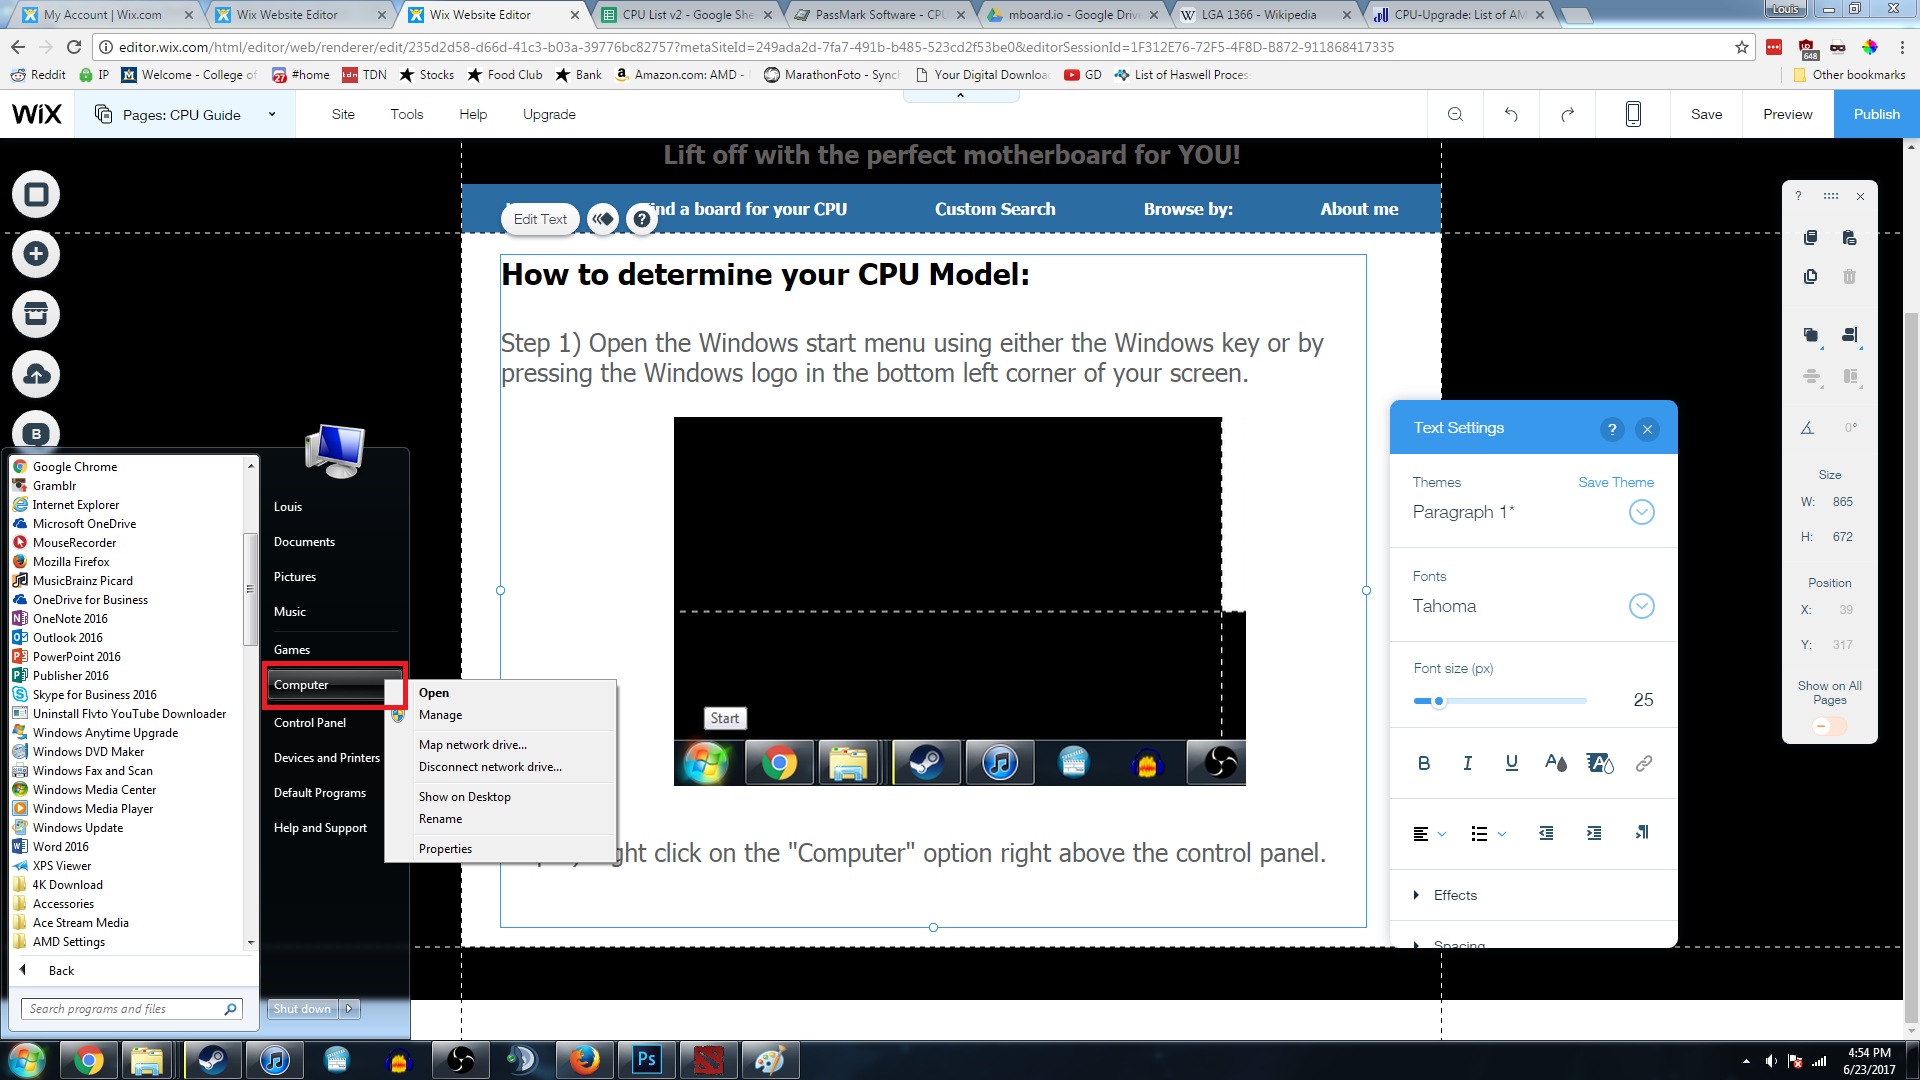 My Account | Wix.com
Wix Website Editor
Wix Website Editor
CPU List v2 - Google She
PassMark Software - CPU
mboard.io - Google Drive
LGA 1366 - Wikipedia
CPU-Upgrade: List of AM
Louis
editor.wix.com/html/editor/web/renderer/edit/235d2d58-d66d-41c3-b03a-39776bc82757?metaSiteId=249ada2d-7fa7-491b-b485-523cd2f53be0&editorSessionId=1F312E76-72F5-4F8D-B872-911868417335
648
Reddit
IP
Welcome - College of
27
#home
tdn
TDN
Stocks
Food Club
Bank
Amazon.com: AMD -
MarathonFoto - Sync
Your Digital Downloa
GD
List of Haswell Proces
Other bookmarks
WiX
Pages: CPU Guide
Site
Tools
Help
Upgrade
Save
Preview
Publish
Lift off with the perfect motherboard for YOU!
nd a board for your CPU
Custom Search
Browse by:
About me
Edit Text
?
How to determine your CPU Model:
Step 1) Open the Windows start menu using either the Windows key or by
pressing the Windows logo in the bottom left corner of your screen.
Start
ght click on the "Computer" option right above the control panel.
B
Google Chrome
Gramblr
Internet Explorer
Microsoft OneDrive
MouseRecorder
Mozilla Firefox
MusicBrainz Picard
OneDrive for Business
OneNote 2016
Outlook 2016
PowerPoint 2016
Publisher 2016
Skype for Business 2016
Uninstall Flvto YouTube Downloader
Windows Anytime Upgrade
Windows DVD Maker
Windows Fax and Scan
Windows Media Center
Windows Media Player
Windows Update
Word 2016
XPS Viewer
4K Download
Accessories
Ace Stream Media
AMD Settings
Back
Search programs and files
Louis
Documents
Pictures
Music
Games
Computer
Control Panel
Devices and Printers
Default Programs
Help and Support
Shut down
Open
Manage
Map network drive...
Disconnect network drive...
Show on Desktop
Rename
Properties
Text Settings
?
Themes
Save Theme
Paragraph 1*
Fonts
Tahoma
Font size (px)
25
B
I
U
A
A
Effects
Spacing
?
0°
Size
W: 865
H: 672
Position
X: 39
Y: 317
Show on All
Pages
Ps
4:54 PM
6/23/2017